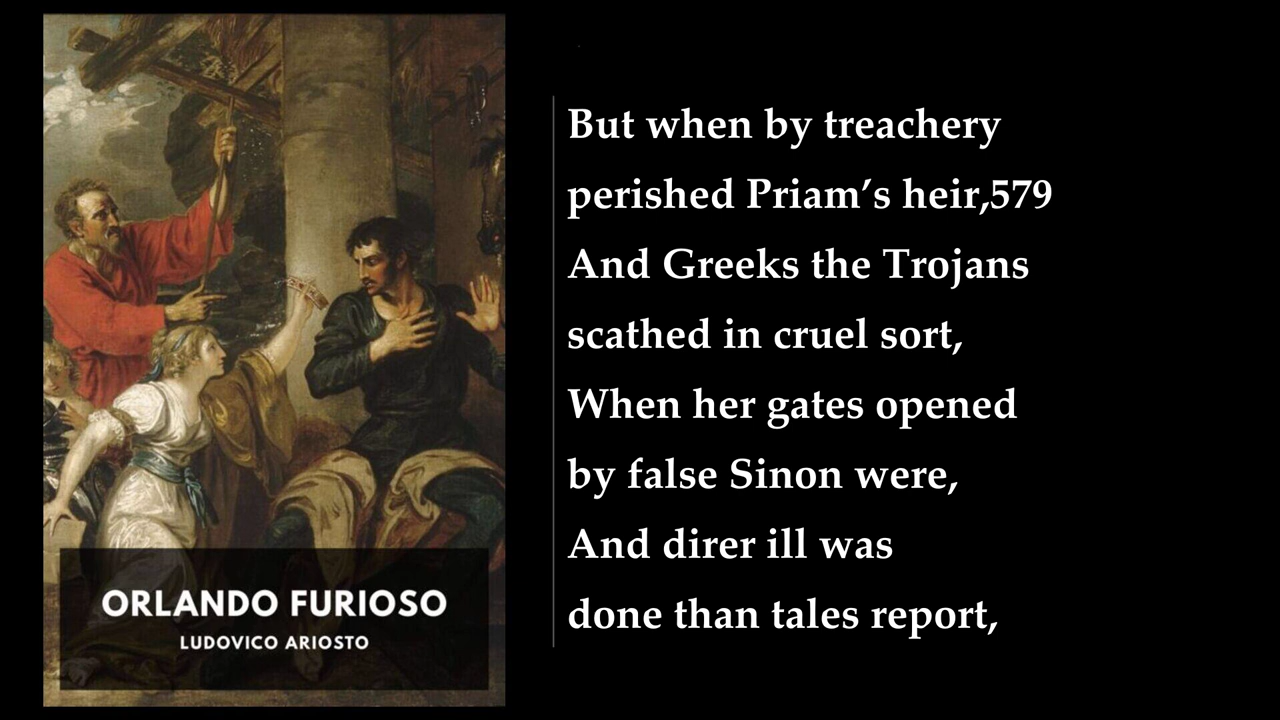 ORLANDO FURIOSO
LUDOVICO ARIOSTO
But when by treachery
perished Priam’s heir,579
And Greeks the Trojans
scathed in cruel sort,
When her gates opened
by false Sinon were,
And direr ill was
done than tales report,